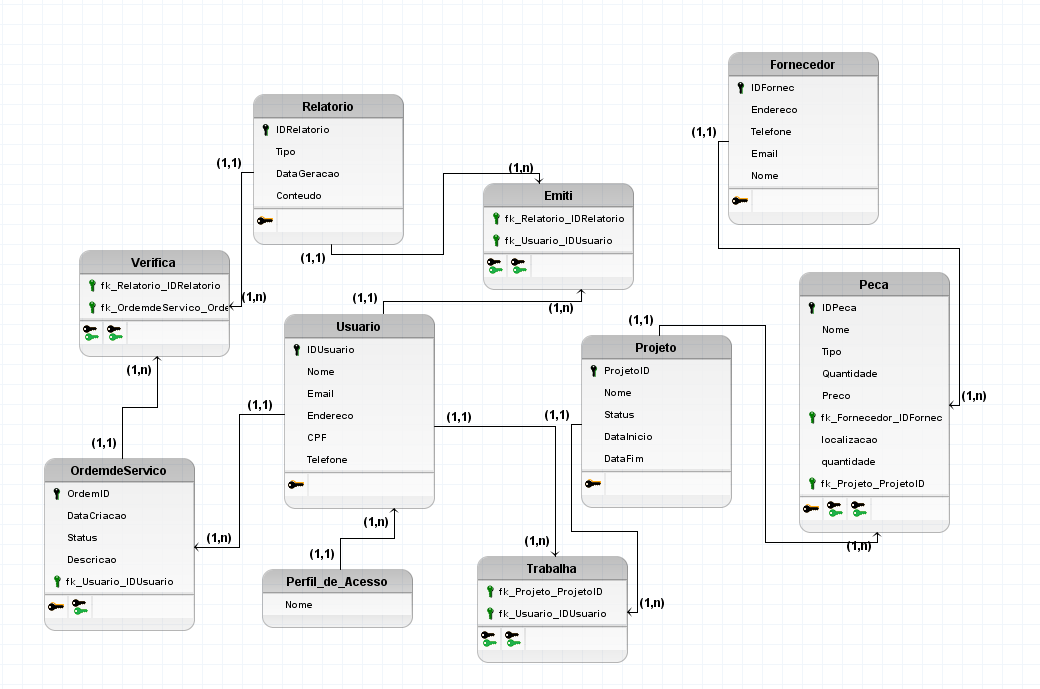 Fornecedor
IDFornec
Endereco
Telefone
Email
Nome
(1,1)
Relatorio
IDRelatorio
Tipo
DataGeracao
Conteudo
(1,1)
(1,1)
(1,n)
Emiti
fk_Relatorio_IDRelatorio
fk_Usuario_IDUsuario
(1,n)
Verifica
fk_Relatorio_IDRelatorio
fk_OrdemdeServico_Orde
(1,n)
(1,n)
Peca
IDPeca
Nome
Tipo
Quantidade
Preco
fk_Fornecedor_IDFornec
localizacao
quantidade
fk_Projeto_ProjetoID
(1,n)
(1,n)
(1,1)
Usuario
IDUsuario
Nome
Email
Endereco
CPF
Telefone
(1,1)
(1,1)
(1,n)
(1,1)
Projeto
ProjetoID
Nome
Status
DataInicio
DataFim
(1,1)
(1,1)
OrdemdeServico
OrdemID
DataCriacao
Status
Descricao
fk_Usuario_IDUsuario
(1,n)
(1,1)
Perfil_de_Acesso
Nome
(1,n)
Trabalha
fk_Projeto_ProjetoID
fk_Usuario_IDUsuario
(1,n)